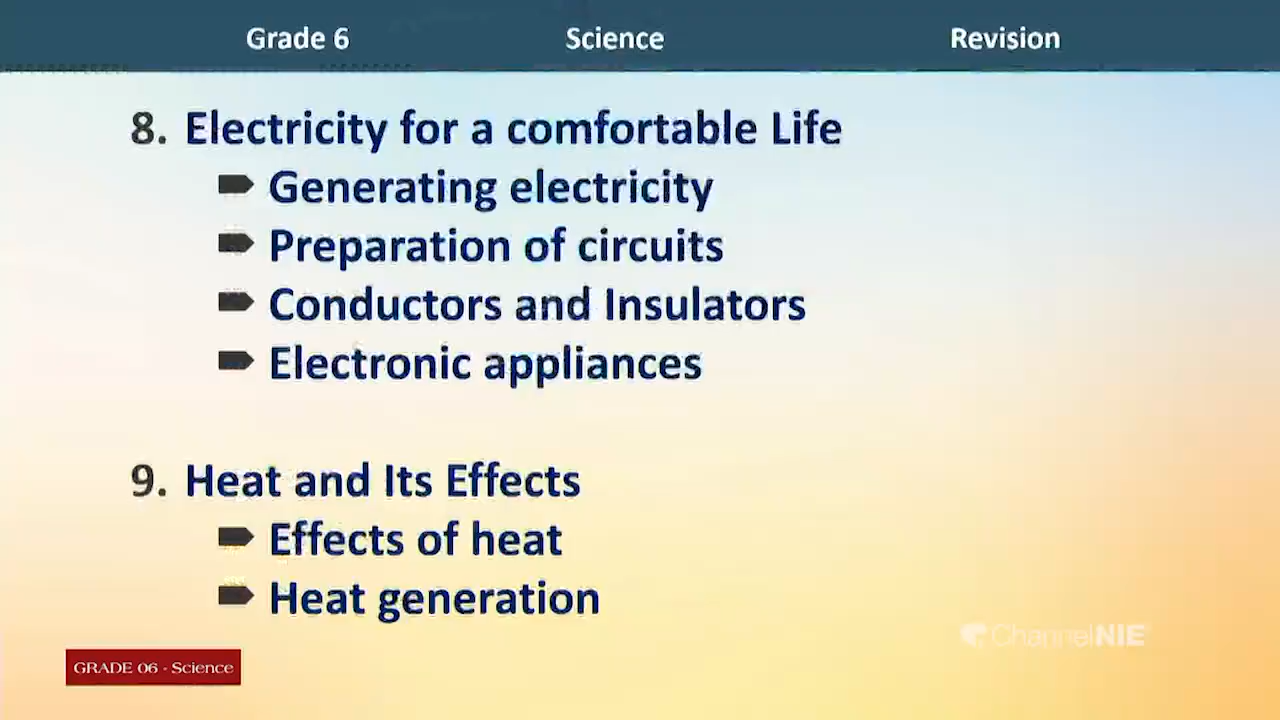 Grade 6 Science Revision
8. Electricity for a comfortable Life
Generating electricity
Preparation of circuits
Conductors and Insulators
Electronic appliances
9. Heat and Its Effects
Effects of heat
Heat generation
ChannelNIE
GRADE 06 - Science